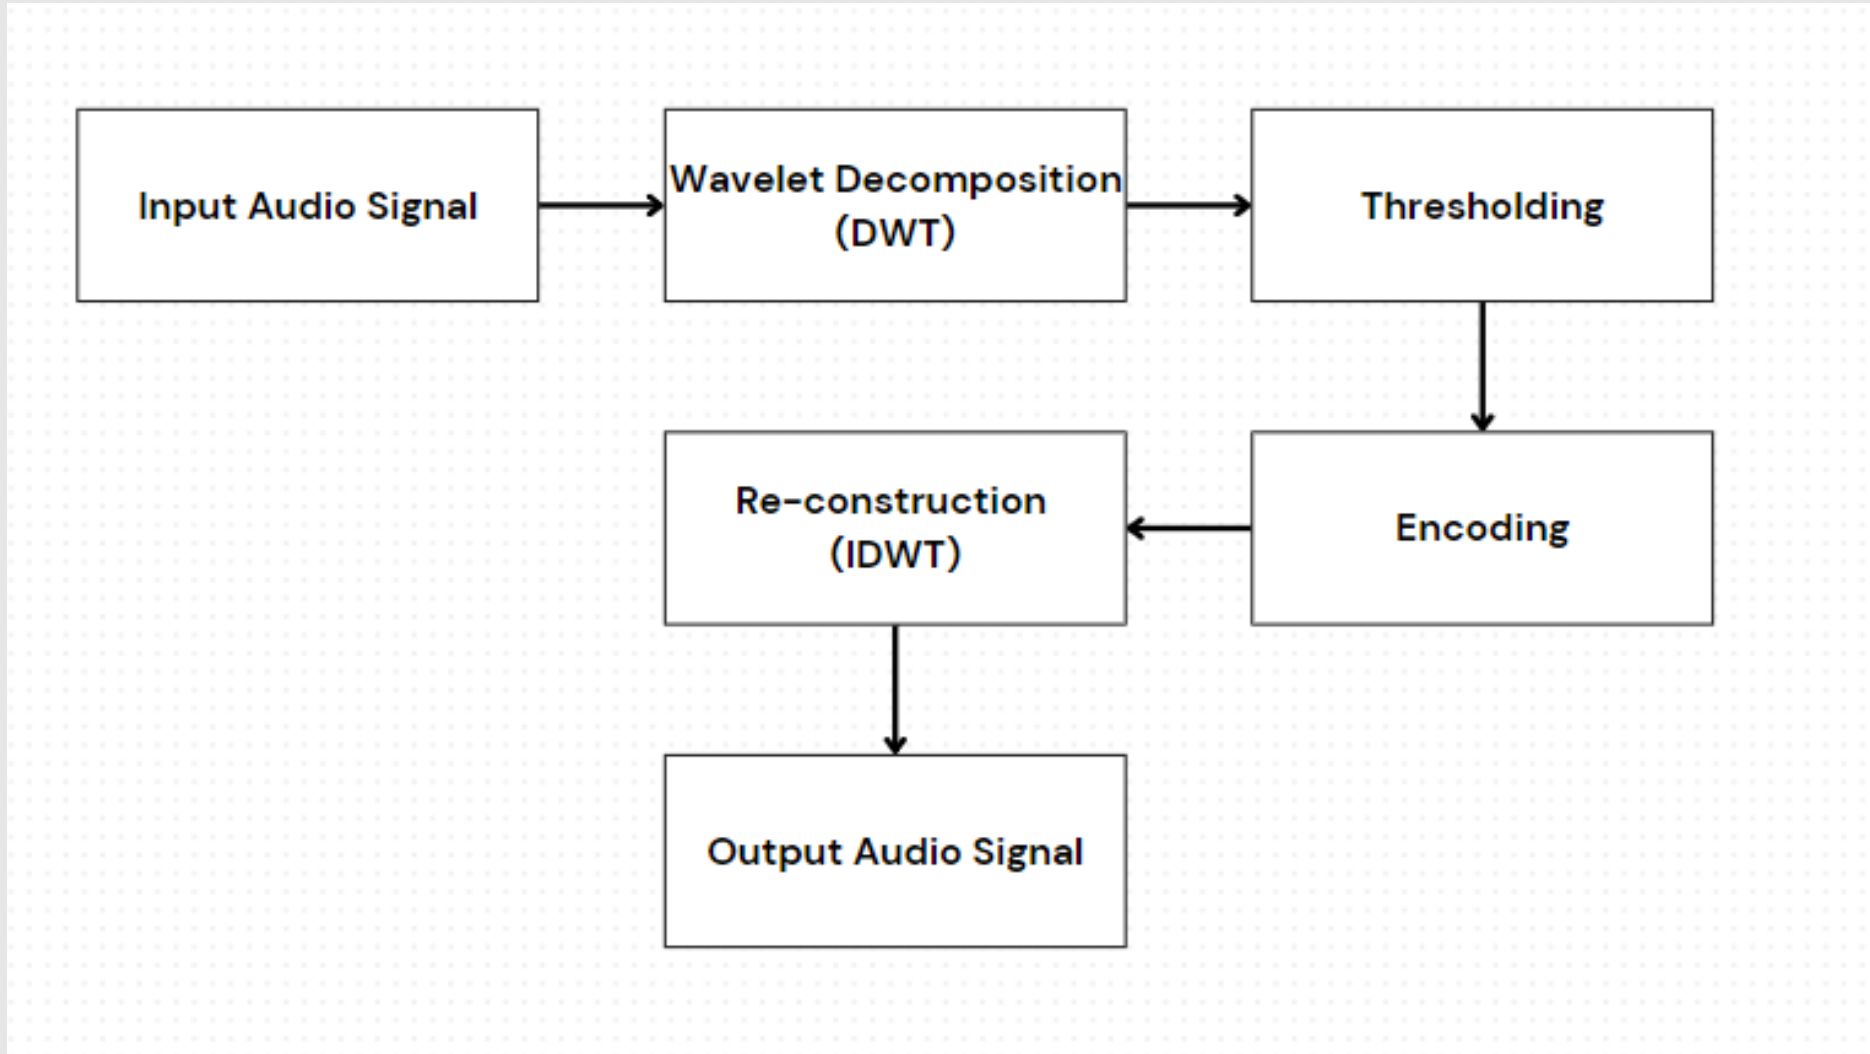 Input Audio Signal
Wavelet Decomposition
(DWT)
Thresholding
Encoding
Re-construction
(IDWT)
Output Audio Signal